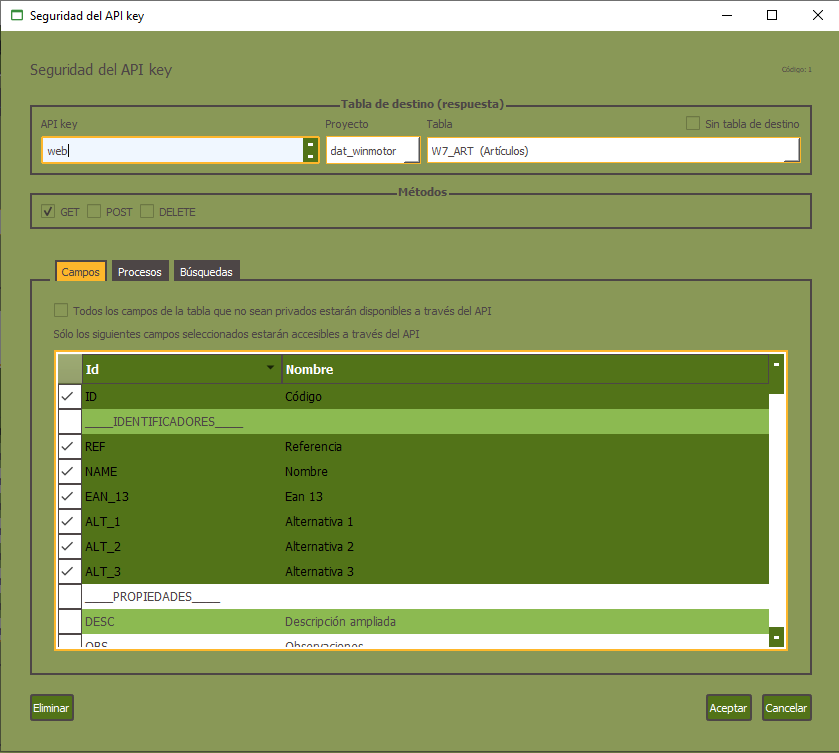 Seguridad del API key
Seguridad del API key
Código: 1
Tabla de destino (respuesta)
API key
Proyecto
Tabla
Sin tabla de destino
web
dat_winmotor
W7_ART (Artículos)
Métodos
GET
POST
DELETE
Campos
Procesos
Búsquedas
Todos los campos de la tabla que no sean privados estarán disponibles a través del API
Sólo los siguientes campos seleccionados estarán accesibles a través del API
Id Nombre
ID Código
____IDENTIFICADORES____
REF Referencia
NAME Nombre
EAN_13 Ean 13
ALT_1 Alternativa 1
ALT_2 Alternativa 2
ALT_3 Alternativa 3
____PROPIEDADES____
DESC Descripción ampliada
OBS Observaciones
Eliminar
Aceptar
Cancelar